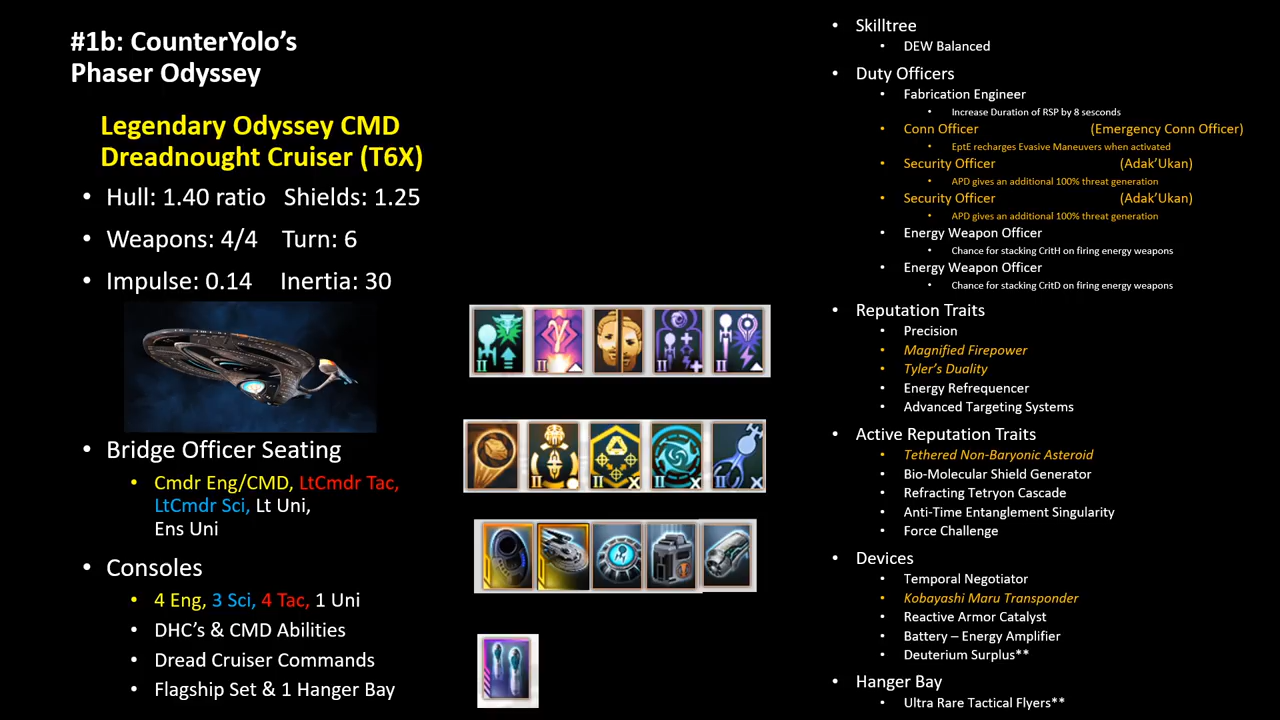 #1b: CounterYolo's
Phaser Odyssey
Legendary Odyssey CMD
Dreadnought Cruiser (T6X)
• Hull: 1.40 ratio Shields: 1.25
• Weapons: 4/4 Turn: 6
• Impulse: 0.14 Inertia: 30
• Bridge Officer Seating
• Cmdr Eng/CMD, LtCmdr Tac,
LtCmdr Sci, Lt Uni,
Ens Uni
• Consoles
• 4 Eng, 3 Sci, 4 Tac, 1 Uni
• DHC's & CMD Abilities
• Dread Cruiser Commands
• Flagship Set & 1 Hanger Bay
II II II II
II II II
• Skilltree
• DEW Balanced
• Duty Officers
• Fabrication Engineer
• Increase Duration of RSP by 8 seconds
• Conn Officer (Emergency Conn Officer)
• EptE recharges Evasive Maneuvers when activated
• Security Officer (Adak'Ukan)
• APD gives an additional 100% threat generation
• Security Officer (Adak'Ukan)
• APD gives an additional 100% threat generation
• Energy Weapon Officer
• Chance for stacking CritH on firing energy weapons
• Energy Weapon Officer
• Chance for stacking CritD on firing energy weapons
• Reputation Traits
• Precision
• Magnified Firepower
• Tyler's Duality
• Energy Refrequencer
• Advanced Targeting Systems
• Active Reputation Traits
• Tethered Non-Baryonic Asteroid
• Bio-Molecular Shield Generator
• Refracting Tetryon Cascade
• Anti-Time Entanglement Singularity
• Force Challenge
• Devices
• Temporal Negotiator
• Kobayashi Maru Transponder
• Reactive Armor Catalyst
• Battery – Energy Amplifier
• Deuterium Surplus**
• Hanger Bay
• Ultra Rare Tactical Flyers**